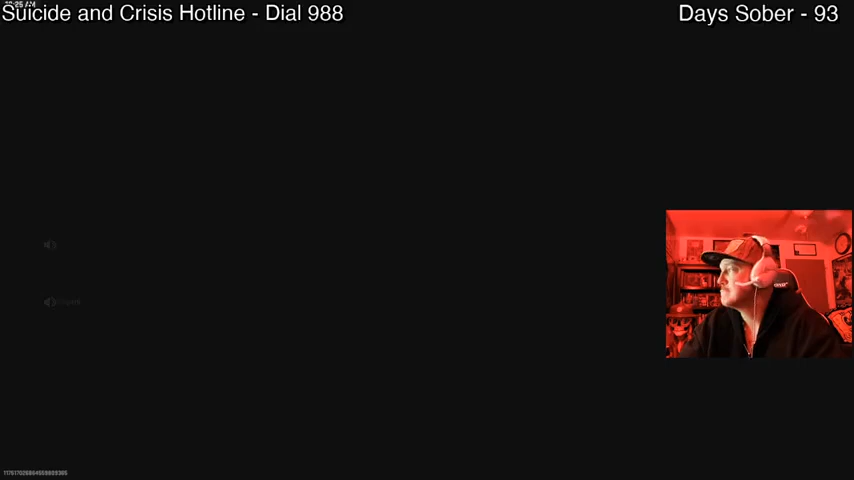 Suicide and Crisis Hotline - Dial 988
Days Sober - 93